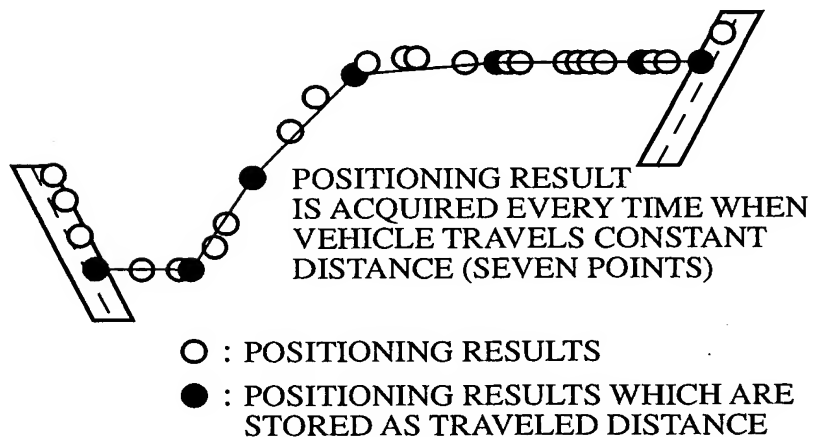 POSITIONING RESULT
IS ACQUIRED EVERY TIME WHEN
VEHICLE TRAVELS CONSTANT
DISTANCE (SEVEN POINTS)
: POSITIONING RESULTS
: POSITIONING RESULTS WHICH ARE
STORED AS TRAVELED DISTANCE